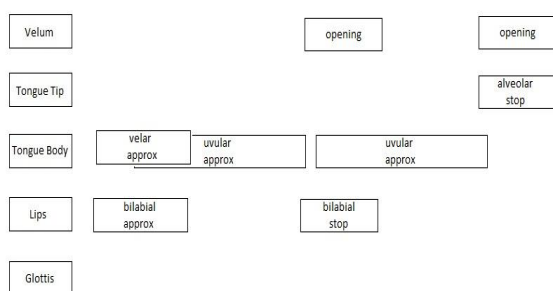 Velum
opening
opening
Tongue Tip
alveolar
stop
Tongue Body
velar
approx
uvular
approx
uvular
approx
Lips
bilabial
approx
bilabial
stop
Glottis